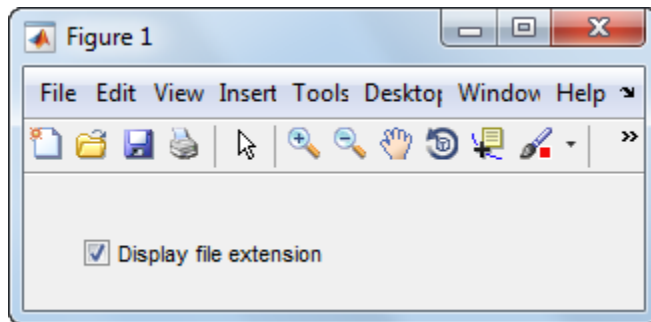 Figure 1
File Edit View Insert Tools Desktop Window Help
Display file extension